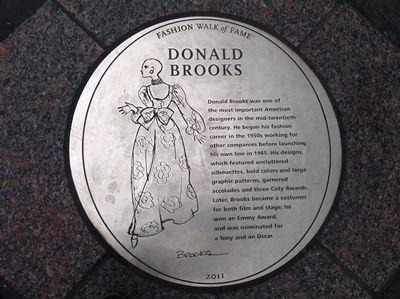 FASHION WALK of FAME
DONALD
BROOKS
Donald Brooks was one of
the most important American
designers in the mid-twentieth
century. He began his fashion
career in the 1950s working for
other companies before launching
his own line in 1965. His designs,
which featured uncluttered
silhouettes, bold colors and large
graphic patterns, garnered
accolades and three Coty Awards.
Later, Brooks became a costumer
for both film and stage; he
won an Emmy Award,
and was nominated for
a Tony and an Oscar.
BROOKS
2011